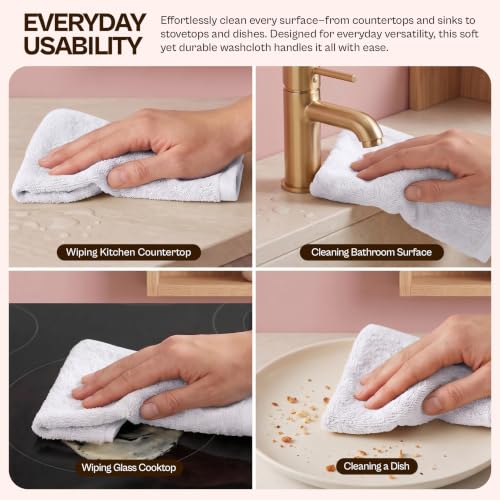 EVERYDAY
USABILITY
Effortlessly clean every surface—from countertops and sinks to
stovetops and dishes. Designed for everyday versatility, this soft
yet durable washcloth handles it all with ease.
Wiping Kitchen Countertop
Cleaning Bathroom Surface
Wiping Glass Cooktop
Cleaning a Dish